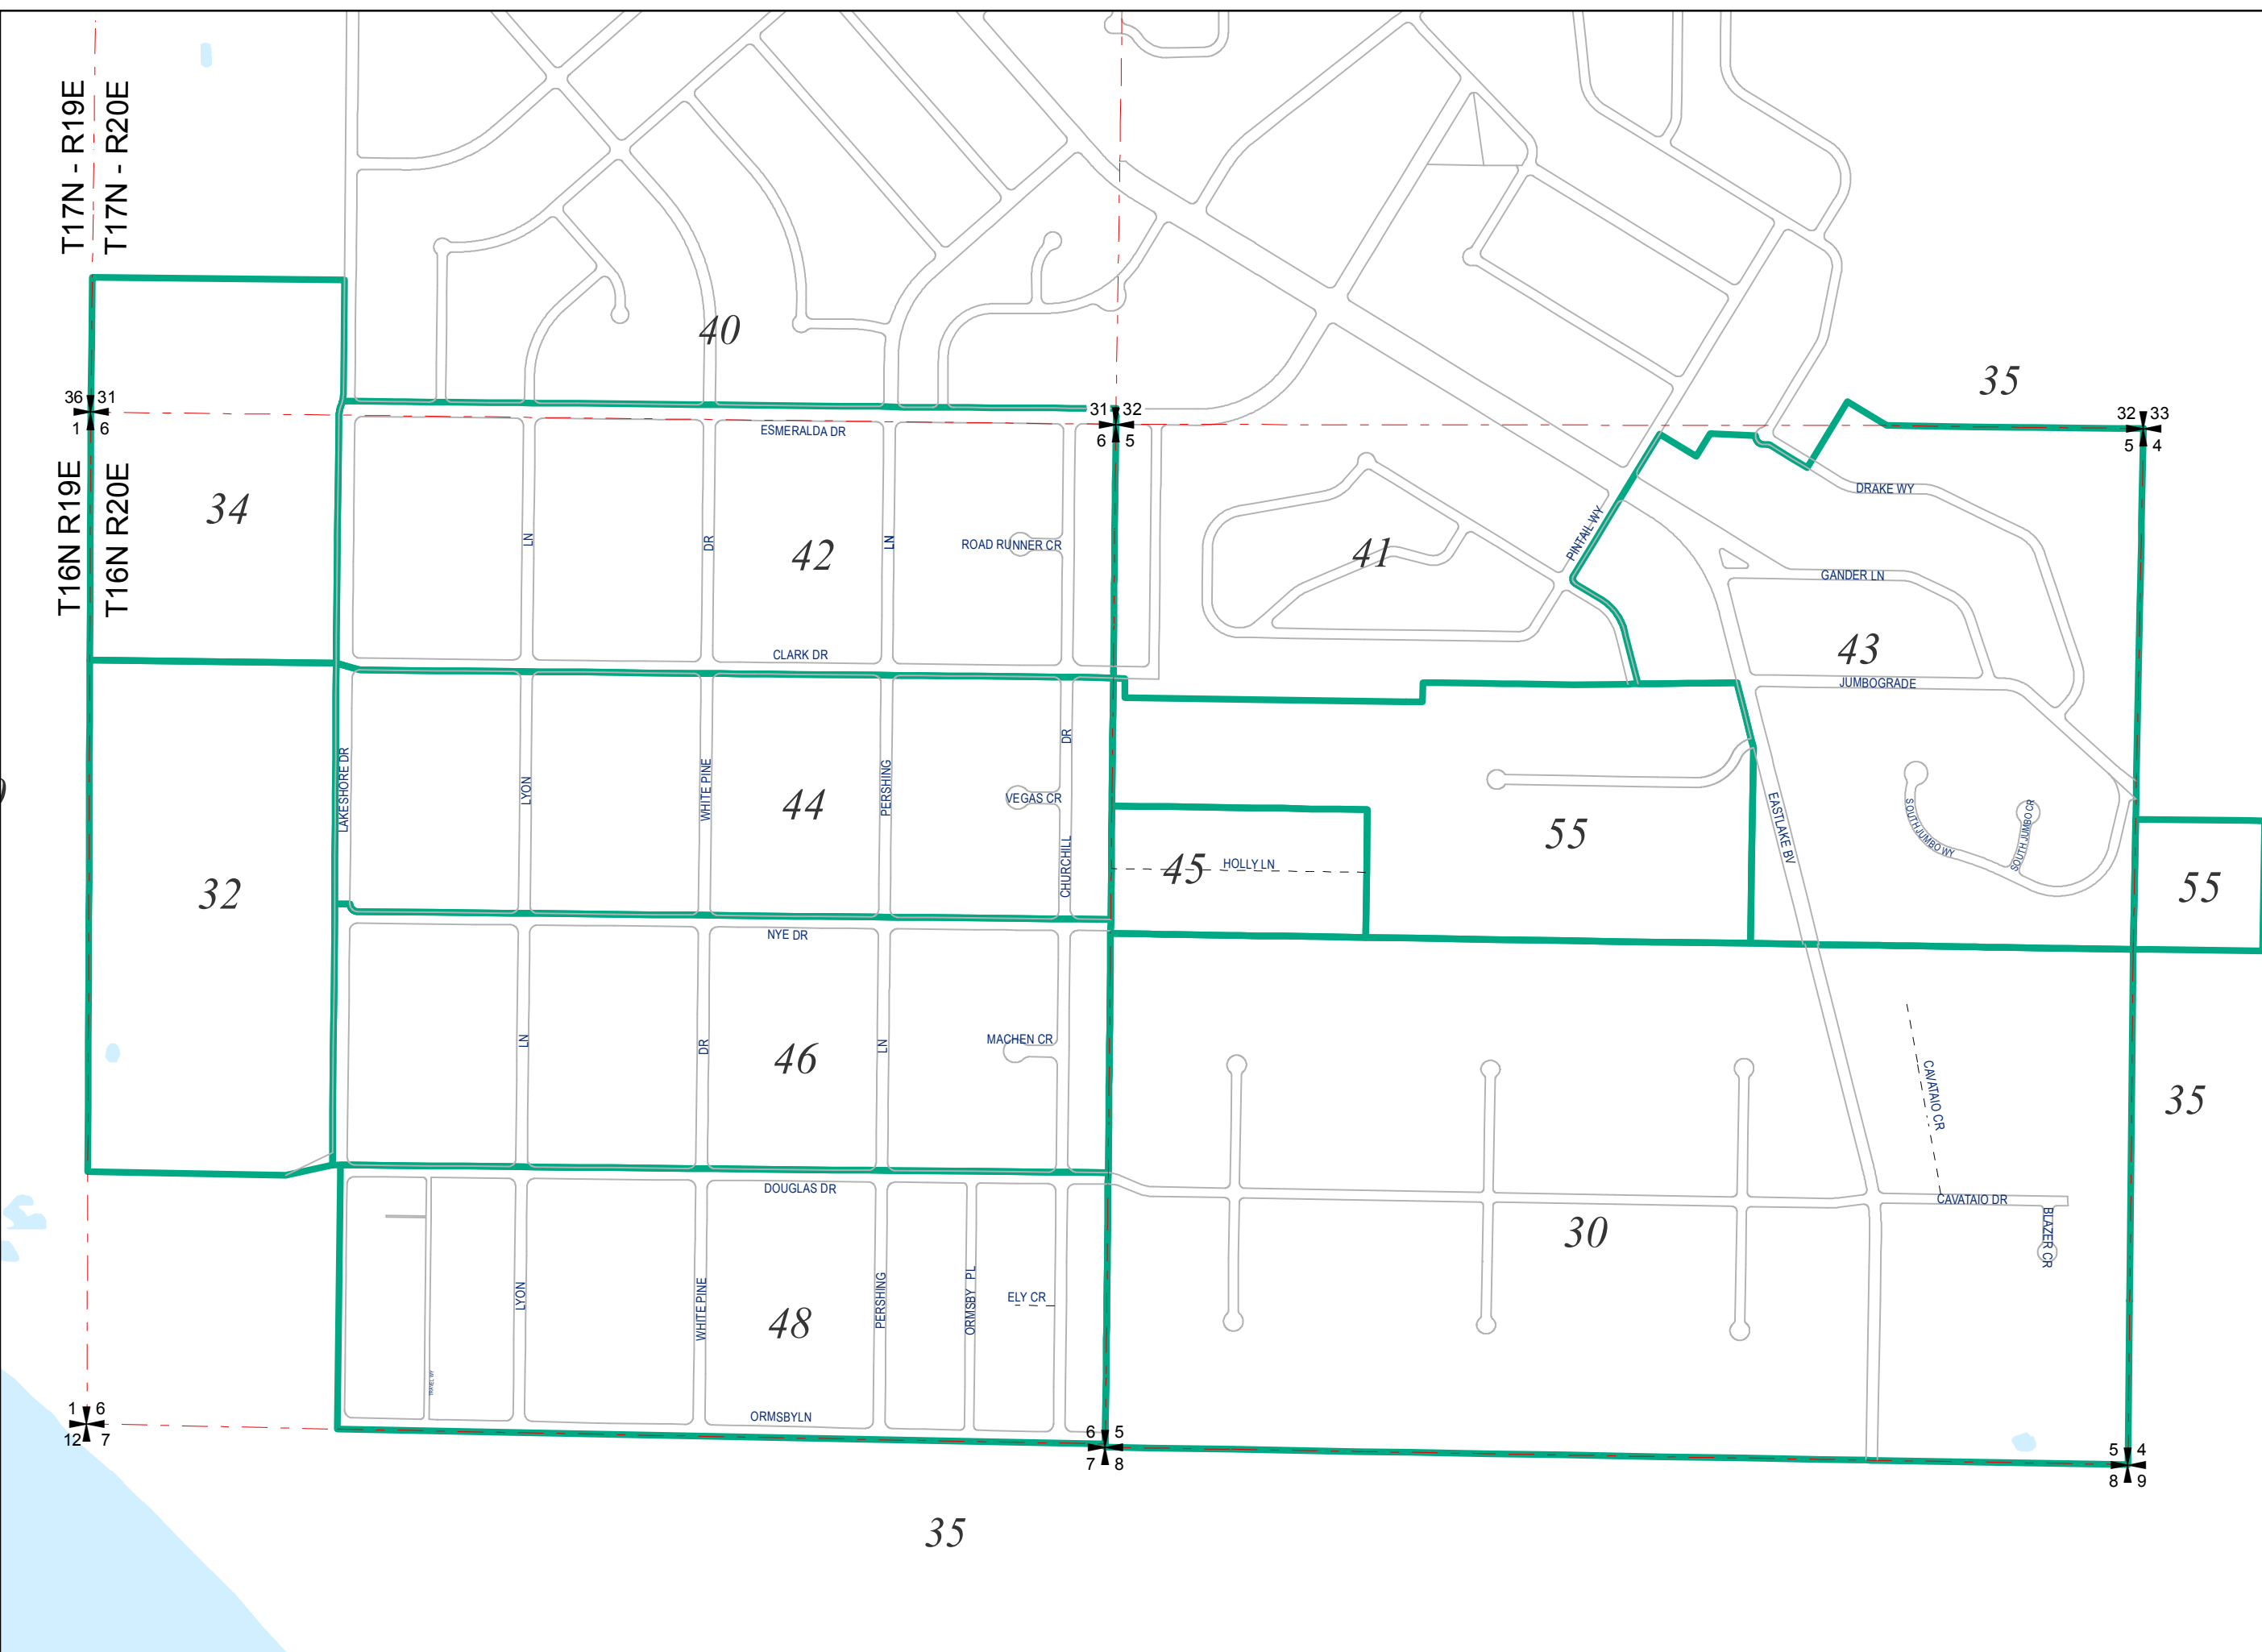 T17N - R19E
T17N - R20E
40
35
36 31
1 6
31 32
6 5
32 33
5 4
ESMERALDA DR
T16N R19E
T16N R20E
34
LN
DR
42
LN
ROAD RUNNER CR
41
PINTAIL WY
DRAKE WY
GANDER LN
43
CLARK DR
JUMBOGRADE
LAKESHORE DR
LYON
WHITE PINE
44
PERSHING
VEGAS CR
DR
CHURCHILL
45
HOLLY LN
55
EASTLAKE BV
SOUTH JUMBO WY
SOUTH JUMBO CR
55
32
NYE DR
LN
DR
46
LN
MACHEN CR
CAVATAIO CR
35
DOUGLAS DR
CAVATAIO DR
30
BLAZER CR
LYON
WHITE PINE
48
PERSHING
ORMSBY PL
ELY CR
ORMSBYLN
1 6
12 7
6 5
7 8
5 4
8 9
35